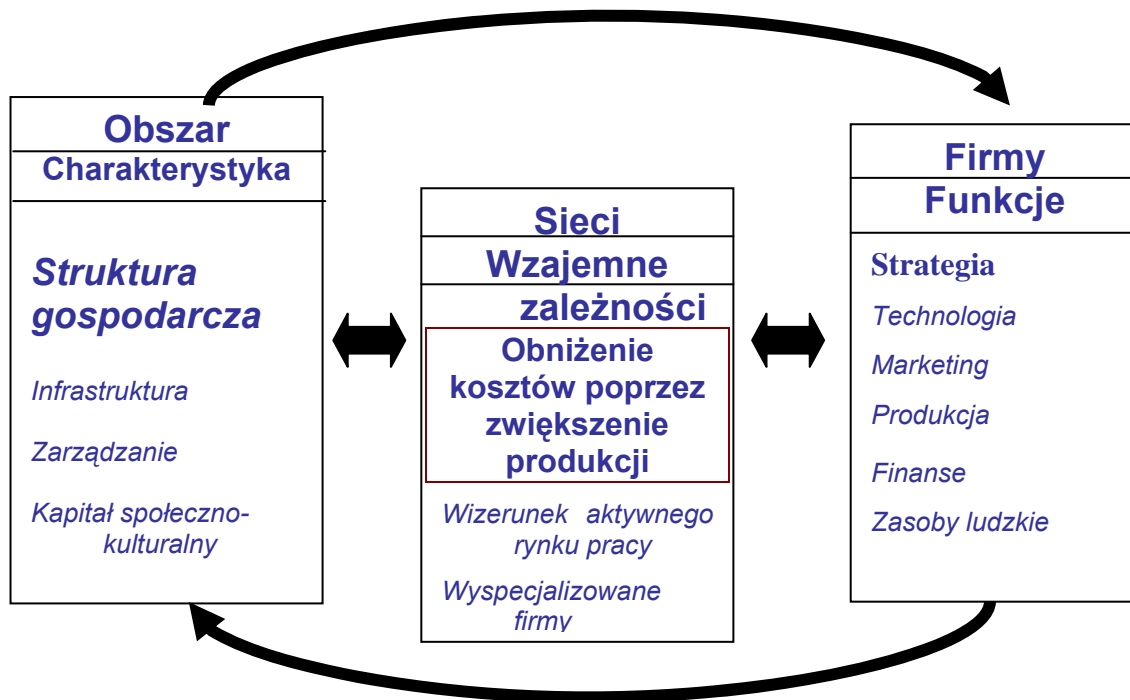 Obszar
Charakterystyka
Struktura
gospodarcza
Infrastruktura
Zarządzanie
Kapitał społeczno-
kulturalny
Sieci
Wzajemne
zależności
Obniżenie
kosztów poprzez
zwiększenie
produkcji
Wizerunek aktywnego
rynku pracy
Wyspecjalizowane
firmy
Firmy
Funkcje
Strategia
Technologia
Marketing
Produkcja
Finanse
Zasoby ludzkie